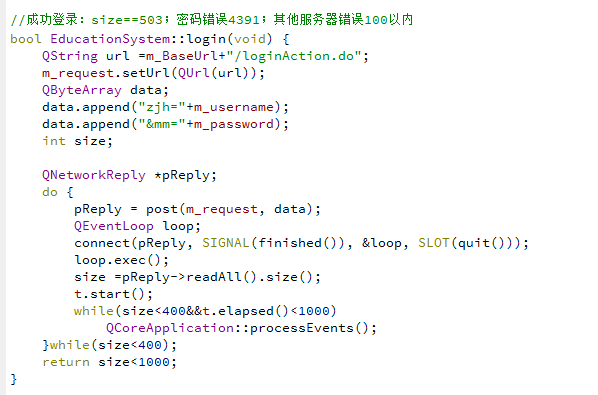 //成功登录：size==503；密码错误4391；其他服务器错误100以内
bool EducationSystem::login(void) {
    QString url =m_BaseUrl+"/loginAction.do";
    m_request.setUrl(QUrl(url));
    QByteArray data;
    data.append("zjh="+m_username);
    data.append("&mm="+m_password);
    int size;

    QNetworkReply *pReply;
    do {
        pReply = post(m_request, data);
        QEventLoop loop;
        connect(pReply, SIGNAL(finished()), &loop, SLOT(quit()));
        loop.exec();
        size =pReply->readAll().size();
        t.start();
        while(size<400&&t.elapsed()<1000)
            QCoreApplication::processEvents();
    }while(size<400);
    return size<1000;
}